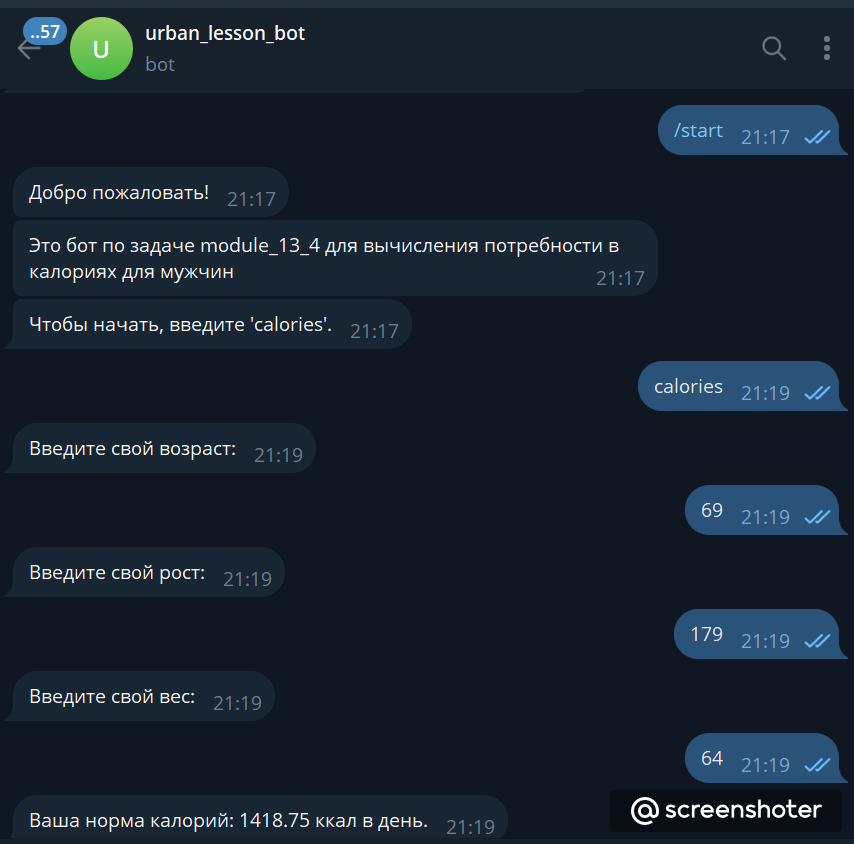 ..57
U
urban_lesson_bot
bot
/start 21:17
Добро пожаловать! 21:17
Это бот по задаче module_13_4 для вычисления потребности в
калориях для мужчин
21:17
Чтобы начать, введите 'calories'. 21:17
calories 21:19
Введите свой возраст: 21:19
69 21:19
Введите свой рост: 21:19
179 21:19
Введите свой вес: 21:19
64 21:19
@screenshoter
Ваша норма калорий: 1418.75 ккал в день. 21:19